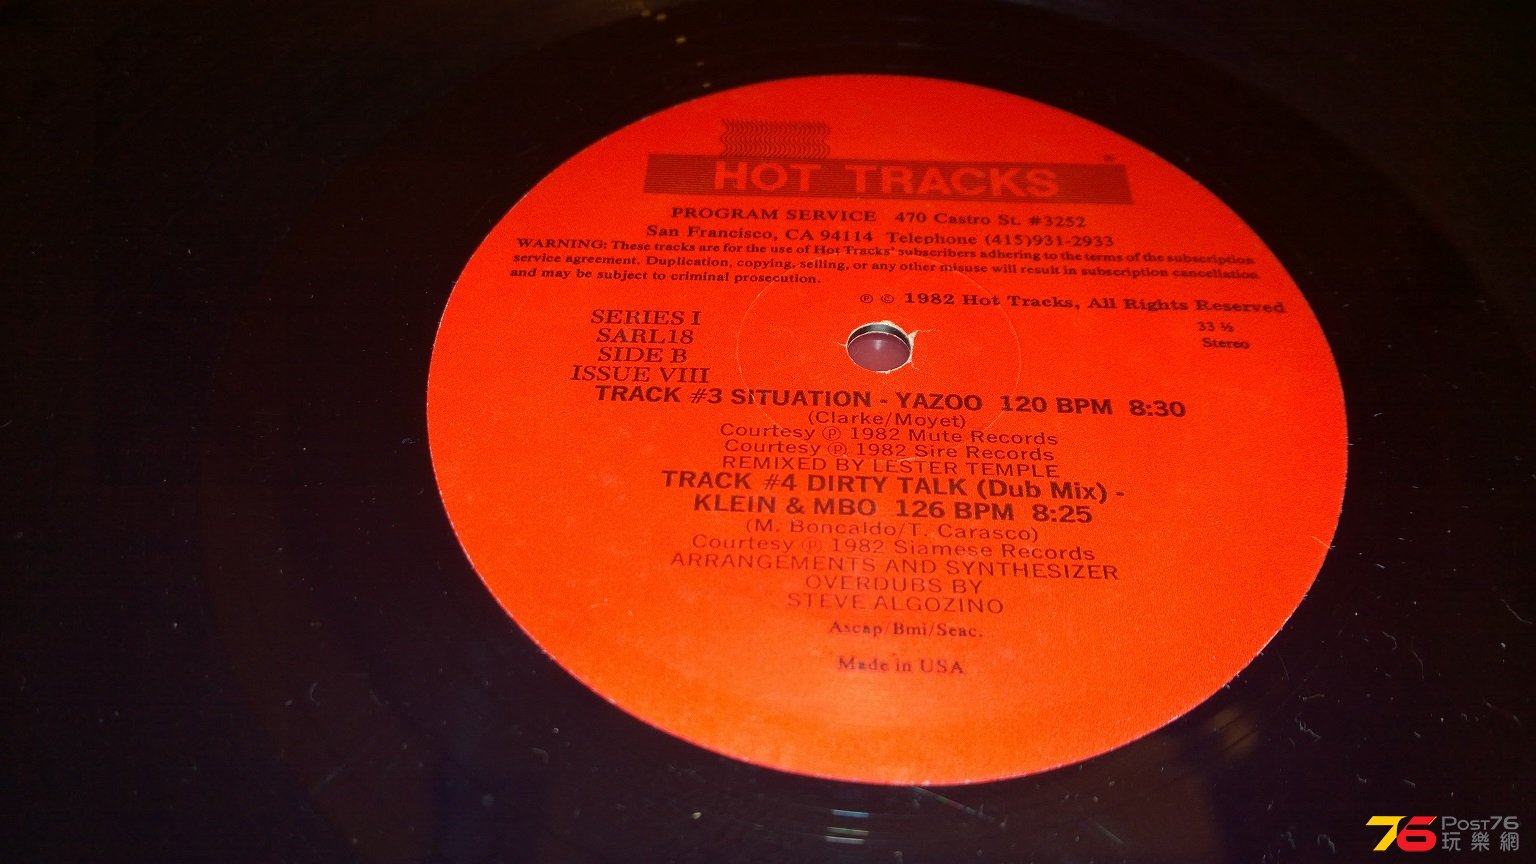 HOT TRACKS
PROGRAM SERVICE 470 Castro St. #3252
San Francisco, CA 94114 Telephone (415)931-2933
WARNING: These tracks are for the use of Hot Tracks' subscribers adhering to the terms of the subscription
service agreement. Duplication, copying, selling, or any other misuse will result in subscription cancellation
and may be subject to criminal prosecution.
℗ © 1982 Hot Tracks, All Rights Reserved
33 ⅓
Stereo
SERIES I
SARL18
SIDE B
ISSUE VIII
TRACK #3 SITUATION - YAZOO 120 BPM 8:30
(Clarke/Moyet)
Courtesy ℗ 1982 Mute Records
Courtesy ℗ 1982 Sire Records
REMIXED BY LESTER TEMPLE
TRACK #4 DIRTY TALK (Dub Mix) -
KLEIN & MBO 126 BPM 8:25
(M. Boncaldo/T. Carasco)
Courtesy ℗ 1982 Siamese Records
ARRANGEMENTS AND SYNTHESIZER
OVERDUBS BY
STEVE ALGOZINO
Ascap/Bmi/Seac.
Made in USA
76 POST76
玩樂網